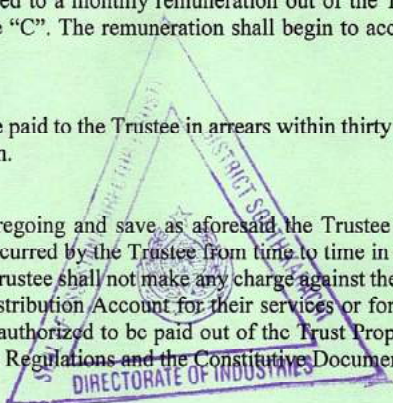 ed to a monthly remuneration out of the T
e “C”. The remuneration shall begin to acc
e paid to the Trustee in arrears within thirty
n.
regoing and save as aforesaid the Trustee
curred by the Trustee from time to time in
rustee shall not make any charge against the
stribution Account for their services or for
authorized to be paid out of the Trust Prop
Regulations and the Constitutive Documen
DISTRICT SOUTH
DIRECTORATE OF INDUSTRIES